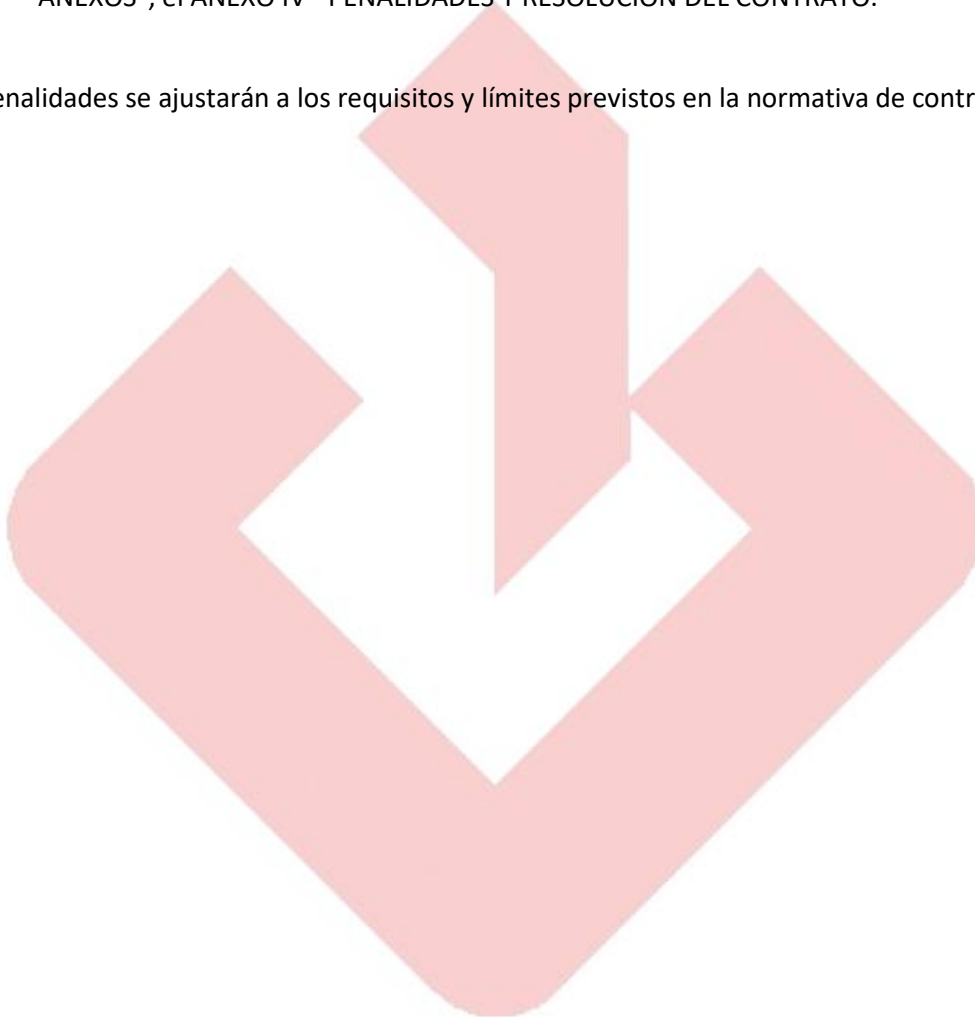 ANEXOS", el ANEXO IV "PENALIDADES Y RESOLUCIÓN DEL CONTRATO.
enalidades se ajustarán a los requisitos y límites previstos en la normativa de contr